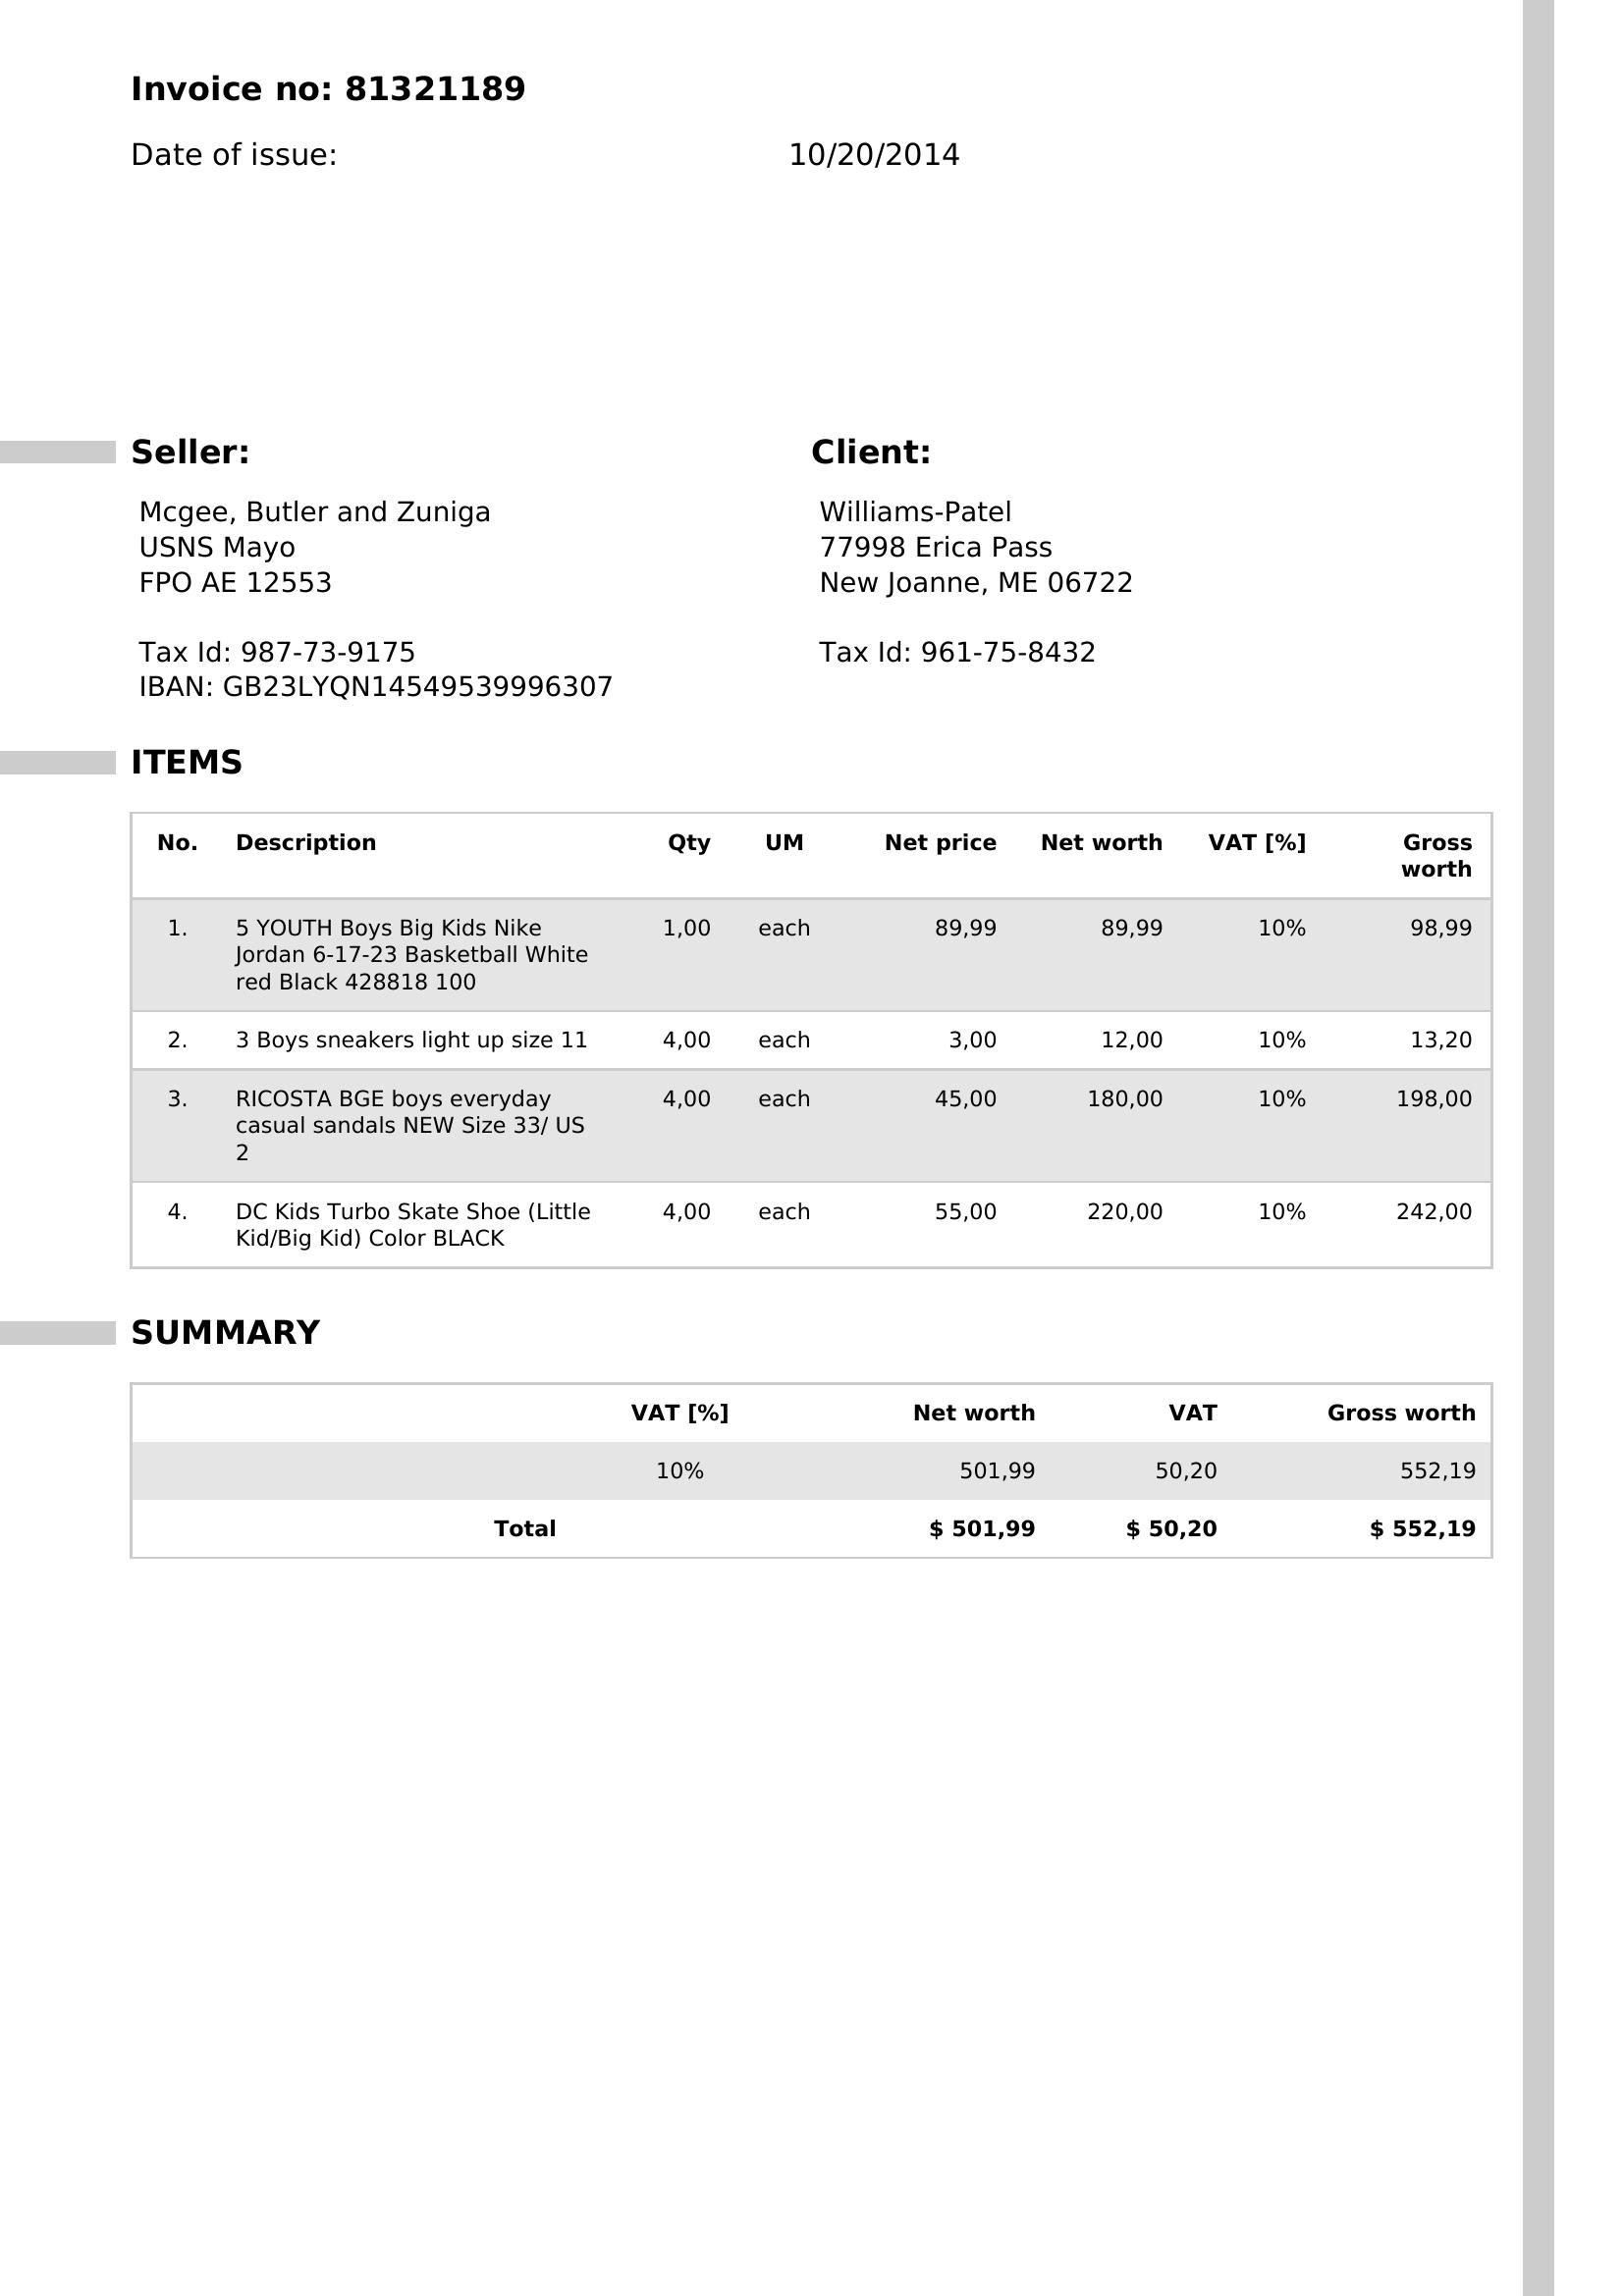 Invoice no: 81321189
Date of issue: 10/20/2014
Seller:
Mcgee, Butler and Zuniga
USNS Mayo
FPO AE 12553
Tax Id: 987-73-9175
IBAN: GB23LYQN14549539996307
Client:
Williams-Patel
77998 Erica Pass
New Joanne, ME 06722
Tax Id: 961-75-8432
ITEMS
No. Description Qty UM Net price Net worth VAT [%] Gross
worth
1. 5 YOUTH Boys Big Kids Nike 1,00 each 89,99 89,99 10% 98,99
Jordan 6-17-23 Basketball White
red Black 428818 100
2. 3 Boys sneakers light up size 11 4,00 each 3,00 12,00 10% 13,20
3. RICOSTA BGE boys everyday 4,00 each 45,00 180,00 10% 198,00
casual sandals NEW Size 33/ US
2
4. DC Kids Turbo Skate Shoe (Little 4,00 each 55,00 220,00 10% 242,00
Kid/Big Kid) Color BLACK
SUMMARY
VAT [%] Net worth VAT Gross worth
10% 501,99 50,20 552,19
Total $ 501,99 $ 50,20 $ 552,19